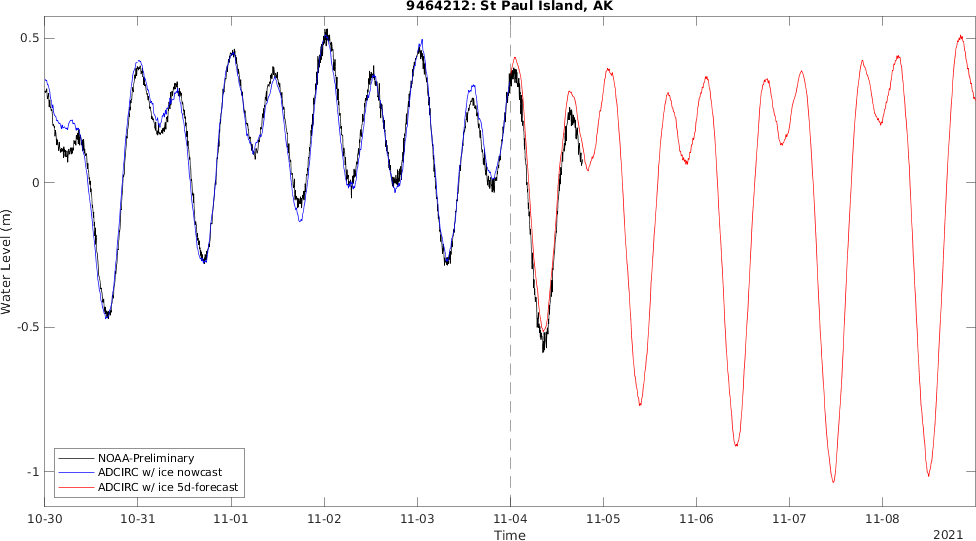 9464212: St Paul Island, AK
0.5
0
-0.5
-1
Water Level (m)
NOAA-Preliminary
ADCIRC w/ ice nowcast
ADCIRC w/ ice 5d-forecast
10-30 10-31 11-01 11-02 11-03 11-04 11-05 11-06 11-07 11-08
Time
2021